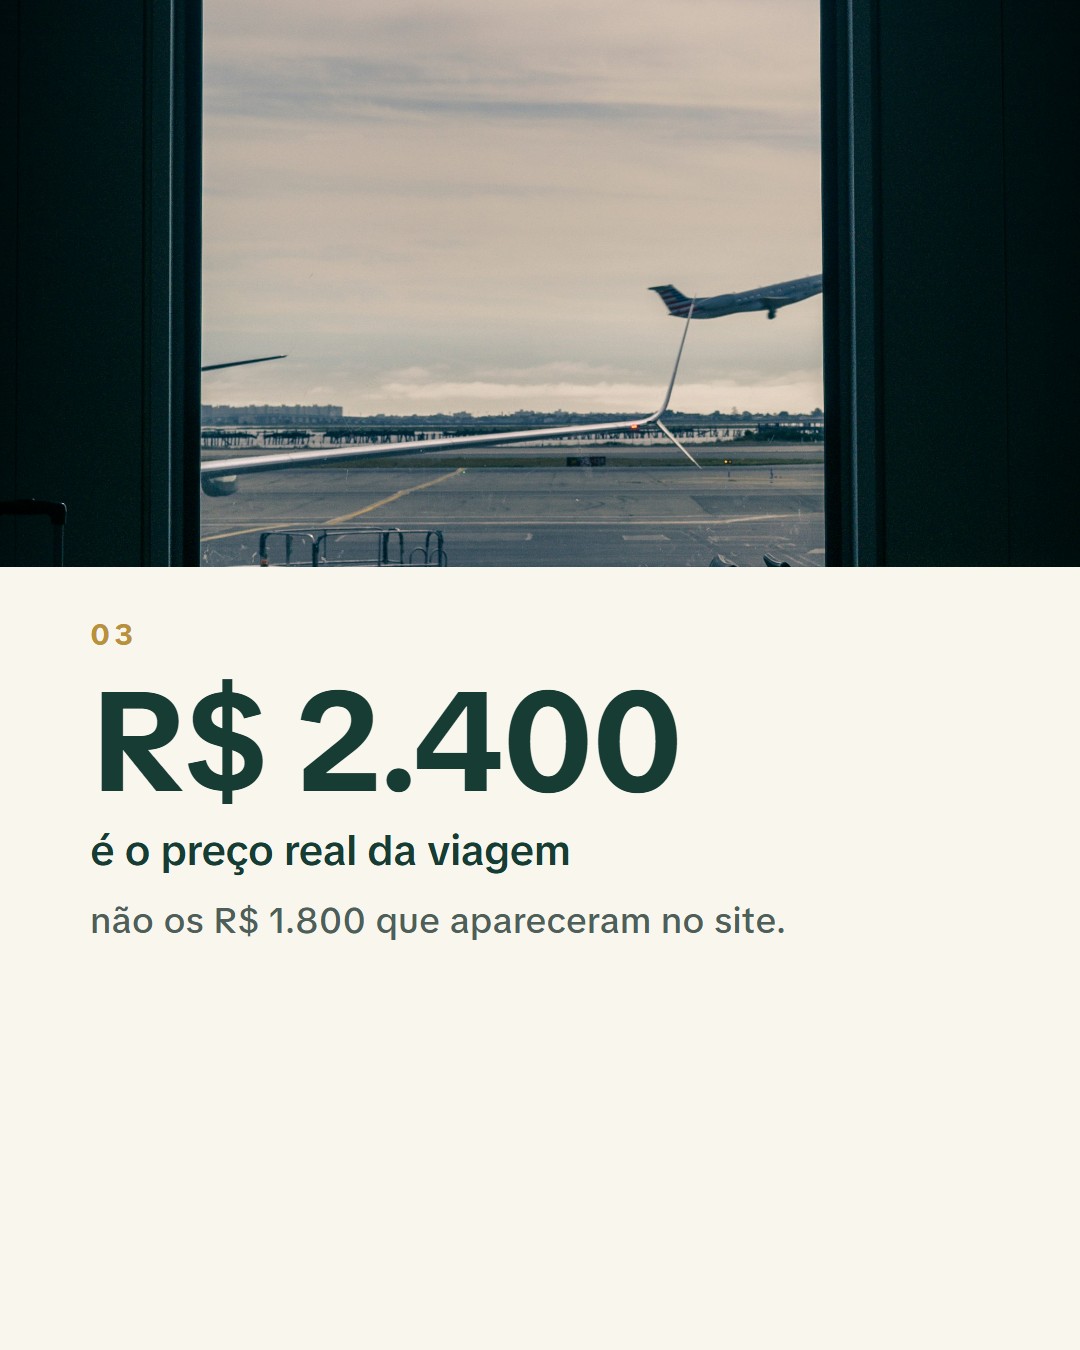 03
R$ 2.400
é o preço real da viagem
não os R$ 1.800 que apareceram no site.